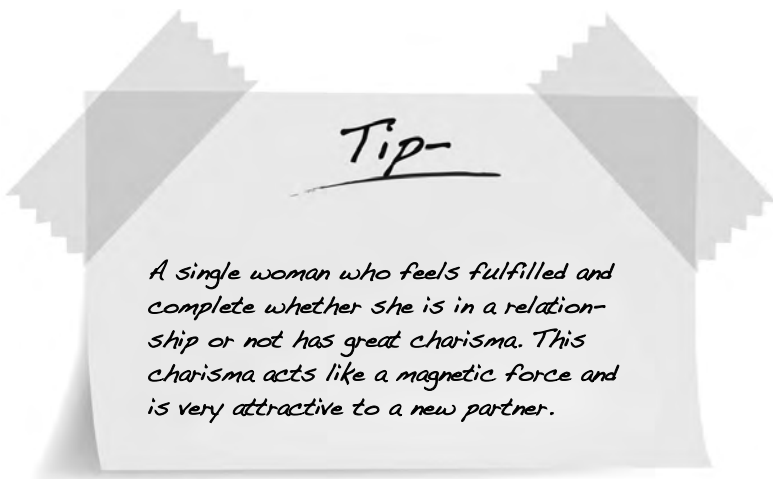 Tip-
A single woman who feels fulfilled and
complete whether she is in a relation-
ship or not has great charisma. This
charisma acts like a magnetic force and
is very attractive to a new partner.